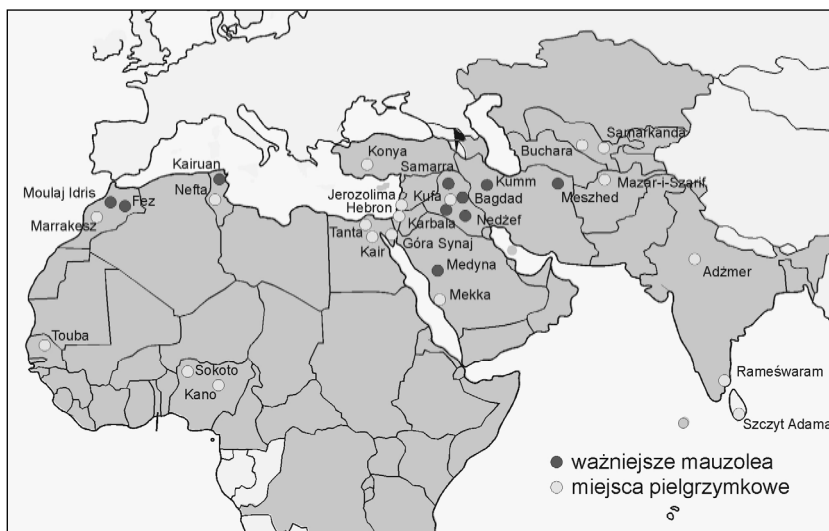 Samarkanda
Buchara
Konya
Samarra
Kumm
Mazar-i-Szarif
Kairuan
Nefta
Jerozolima
Hebron
Kufa
Bagdad
Meszhed
Moulaj Idris
Fez
Marrakesz
Karbala
Nedżef
Tanta
Kair
Góra Synaj
Medyna
Mekka
Adżmer
Touba
Sokoto
Kano
Rameśwaram
Szczyt Adama
ważniejsze mauzolea
miejsca pielgrzymkowe